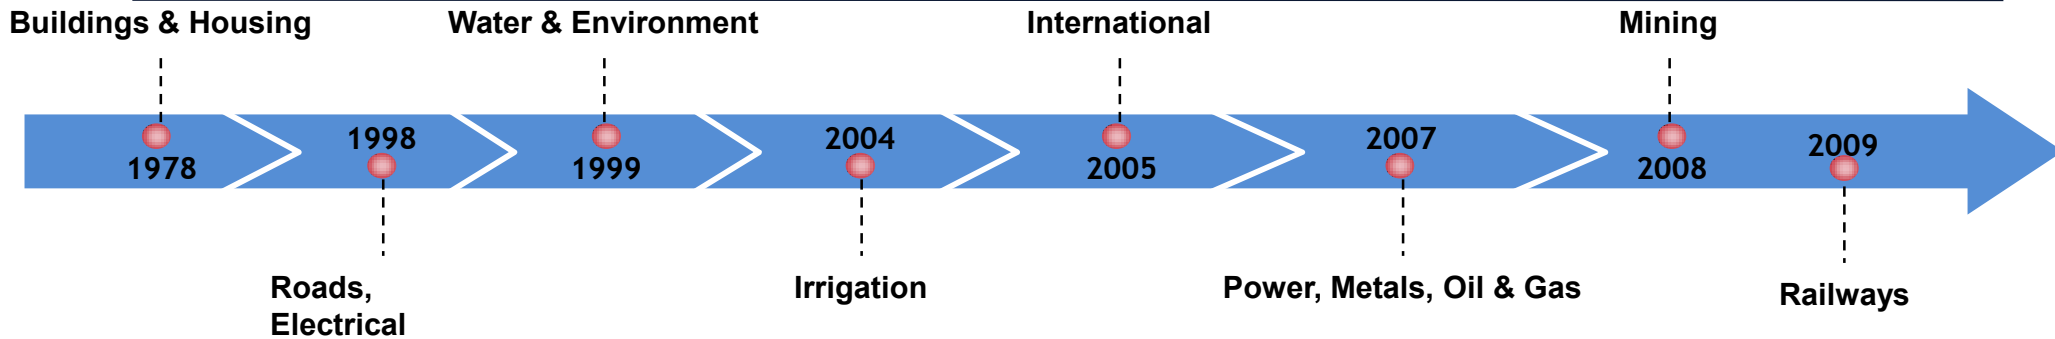 Buildings & Housing
Water & Environment
International
Mining
1978
1998
1999
2004
2005
2007
2008
2009
Roads,
Electrical
Irrigation
Power, Metals, Oil & Gas
Railways